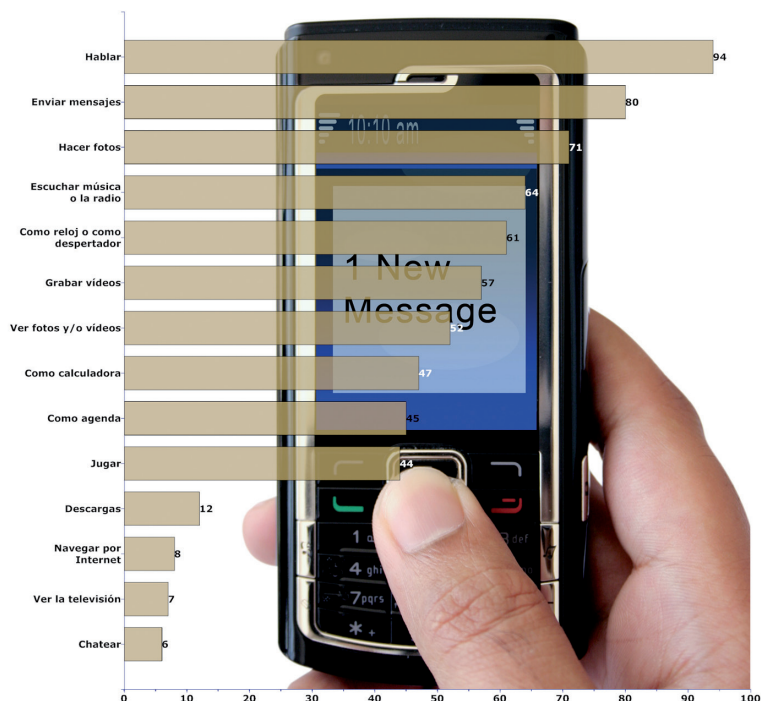 Hablar
94
Enviar mensajes
80
10:10 am
Hacer fotos
71
Escuchar música
o la radio
64
Como reloj o como
despertador
61
1 New
Message
Grabar vídeos
57
Ver fotos y/o vídeos
52
Como calculadora
47
Como agenda
45
Jugar
44
Descargas
12
Navegar por
Internet
8
Ver la televisión
7
Chatear
6
1
def
4 ghi
7pqrs
* +
0 10 20 30 40 50 60 70 80 90 100